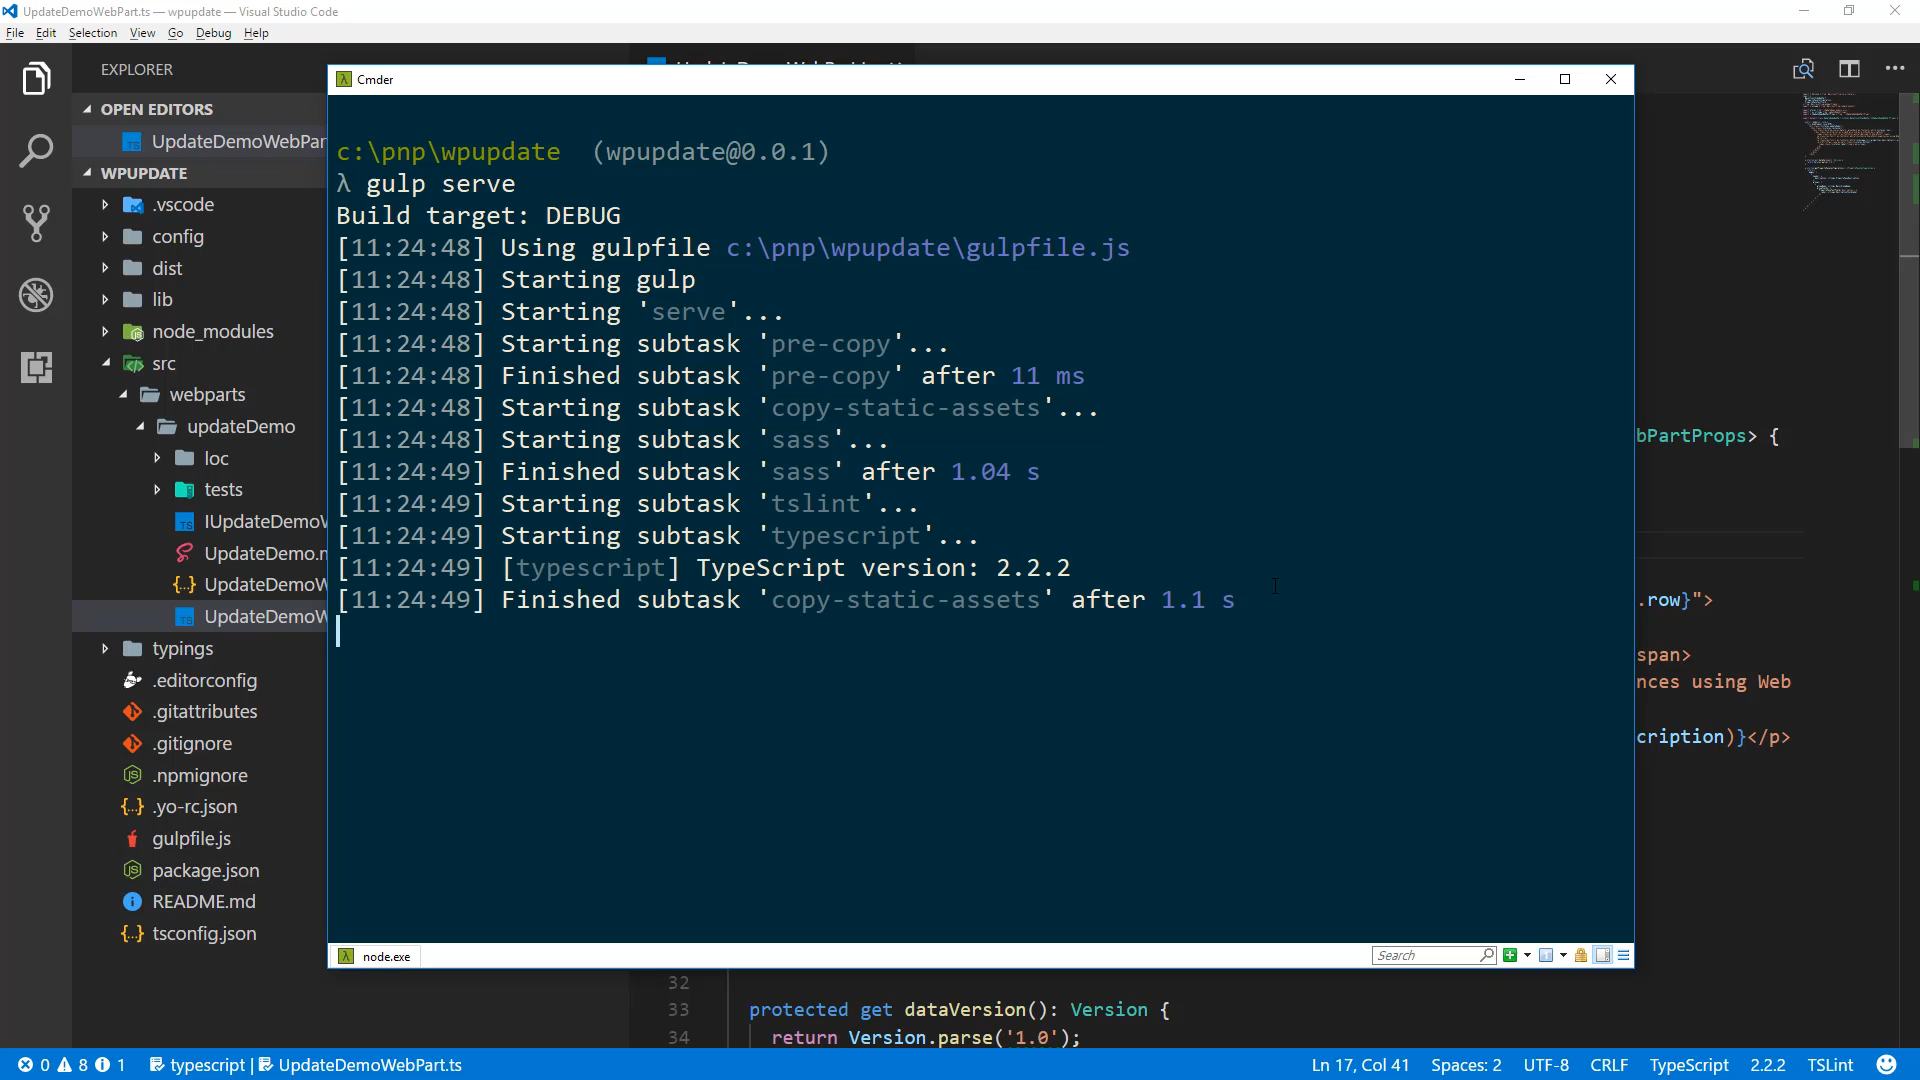 UpdateDemoWebPart.ts — wpupdate — Visual Studio Code
File Edit Selection View Go Debug Help
EXPLORER
OPEN EDITORS
UpdateDemoWebPar
WPUPDATE
.vscode
config
dist
lib
node_modules
src
webparts
updateDemo
loc
tests
IUpdateDemoW
UpdateDemo.m
UpdateDemoW
UpdateDemoW
typings
.editorconfig
.gitattributes
.gitignore
.npmignore
.yo-rc.json
gulpfile.js
package.json
README.md
tsconfig.json
Cmder
c:\pnp\wpupdate (wpupdate@0.0.1)
λ gulp serve
Build target: DEBUG
[11:24:48] Using gulpfile c:\pnp\wpupdate\gulpfile.js
[11:24:48] Starting gulp
[11:24:48] Starting 'serve'...
[11:24:48] Starting subtask 'pre-copy'...
[11:24:48] Finished subtask 'pre-copy' after 11 ms
[11:24:48] Starting subtask 'copy-static-assets'...
[11:24:48] Starting subtask 'sass'...
[11:24:49] Finished subtask 'sass' after 1.04 s
[11:24:49] Starting subtask 'tslint'...
[11:24:49] Starting subtask 'typescript'...
[11:24:49] [typescript] TypeScript version: 2.2.2
[11:24:49] Finished subtask 'copy-static-assets' after 1.1 s
node.exe
Search
bPartProps> {
.row}">
span>
nces using Web
cription)}</p>
32
33 protected get dataVersion(): Version {
34 return Version.parse('1.0');
0 8 1 typescript | UpdateDemoWebPart.ts Ln 17, Col 41 Spaces: 2 UTF-8 CRLF TypeScript 2.2.2 TSLint